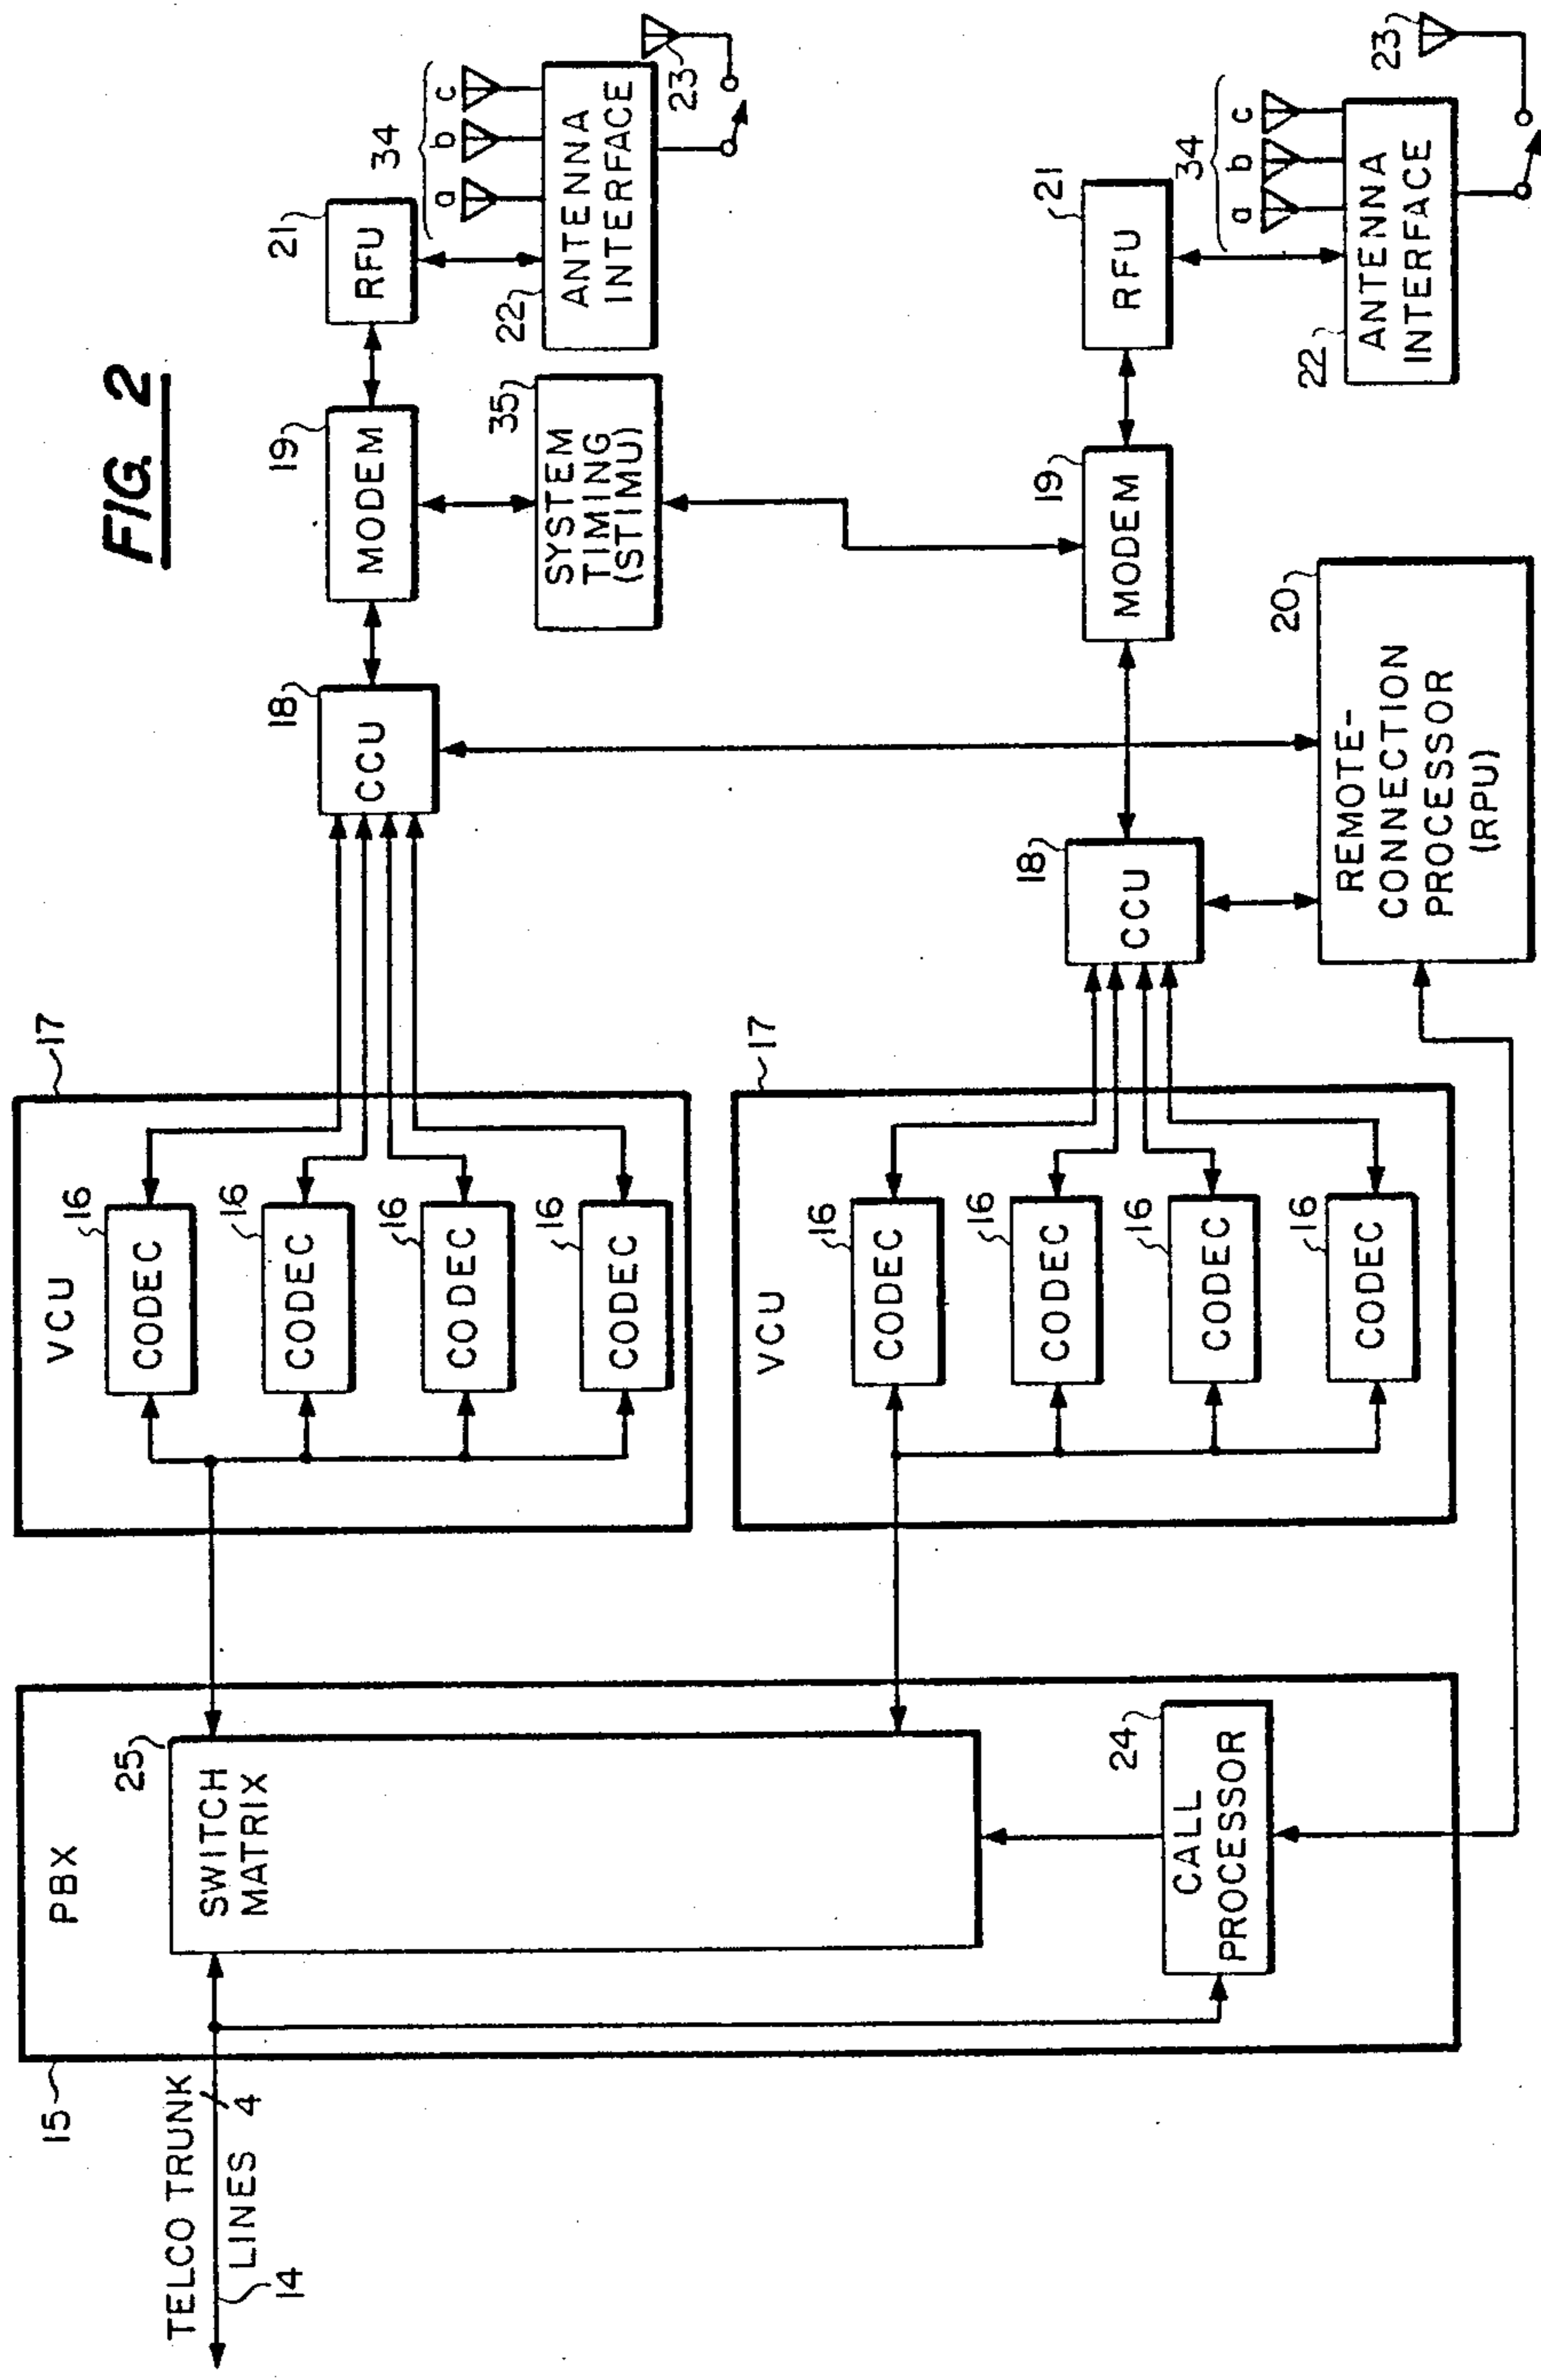 FIG. 2
TELCO TRUNK
LINES
4
14
15
PBX
25
SWITCH
MATRIX
24
CALL
PROCESSOR
17
VCU
16
CODEC
16
CODEC
16
CODEC
16
CODEC
17
VCU
16
CODEC
16
CODEC
16
CODEC
16
CODEC
18
CCU
19
MODEM
21
RFU
34
a b c
22
ANTENNA
INTERFACE
23
35
SYSTEM
TIMING
(STIMU)
18
CCU
19
MODEM
21
RFU
34
a b c
22
ANTENNA
INTERFACE
23
20
REMOTE-
CONNECTION
PROCESSOR
(RPU)